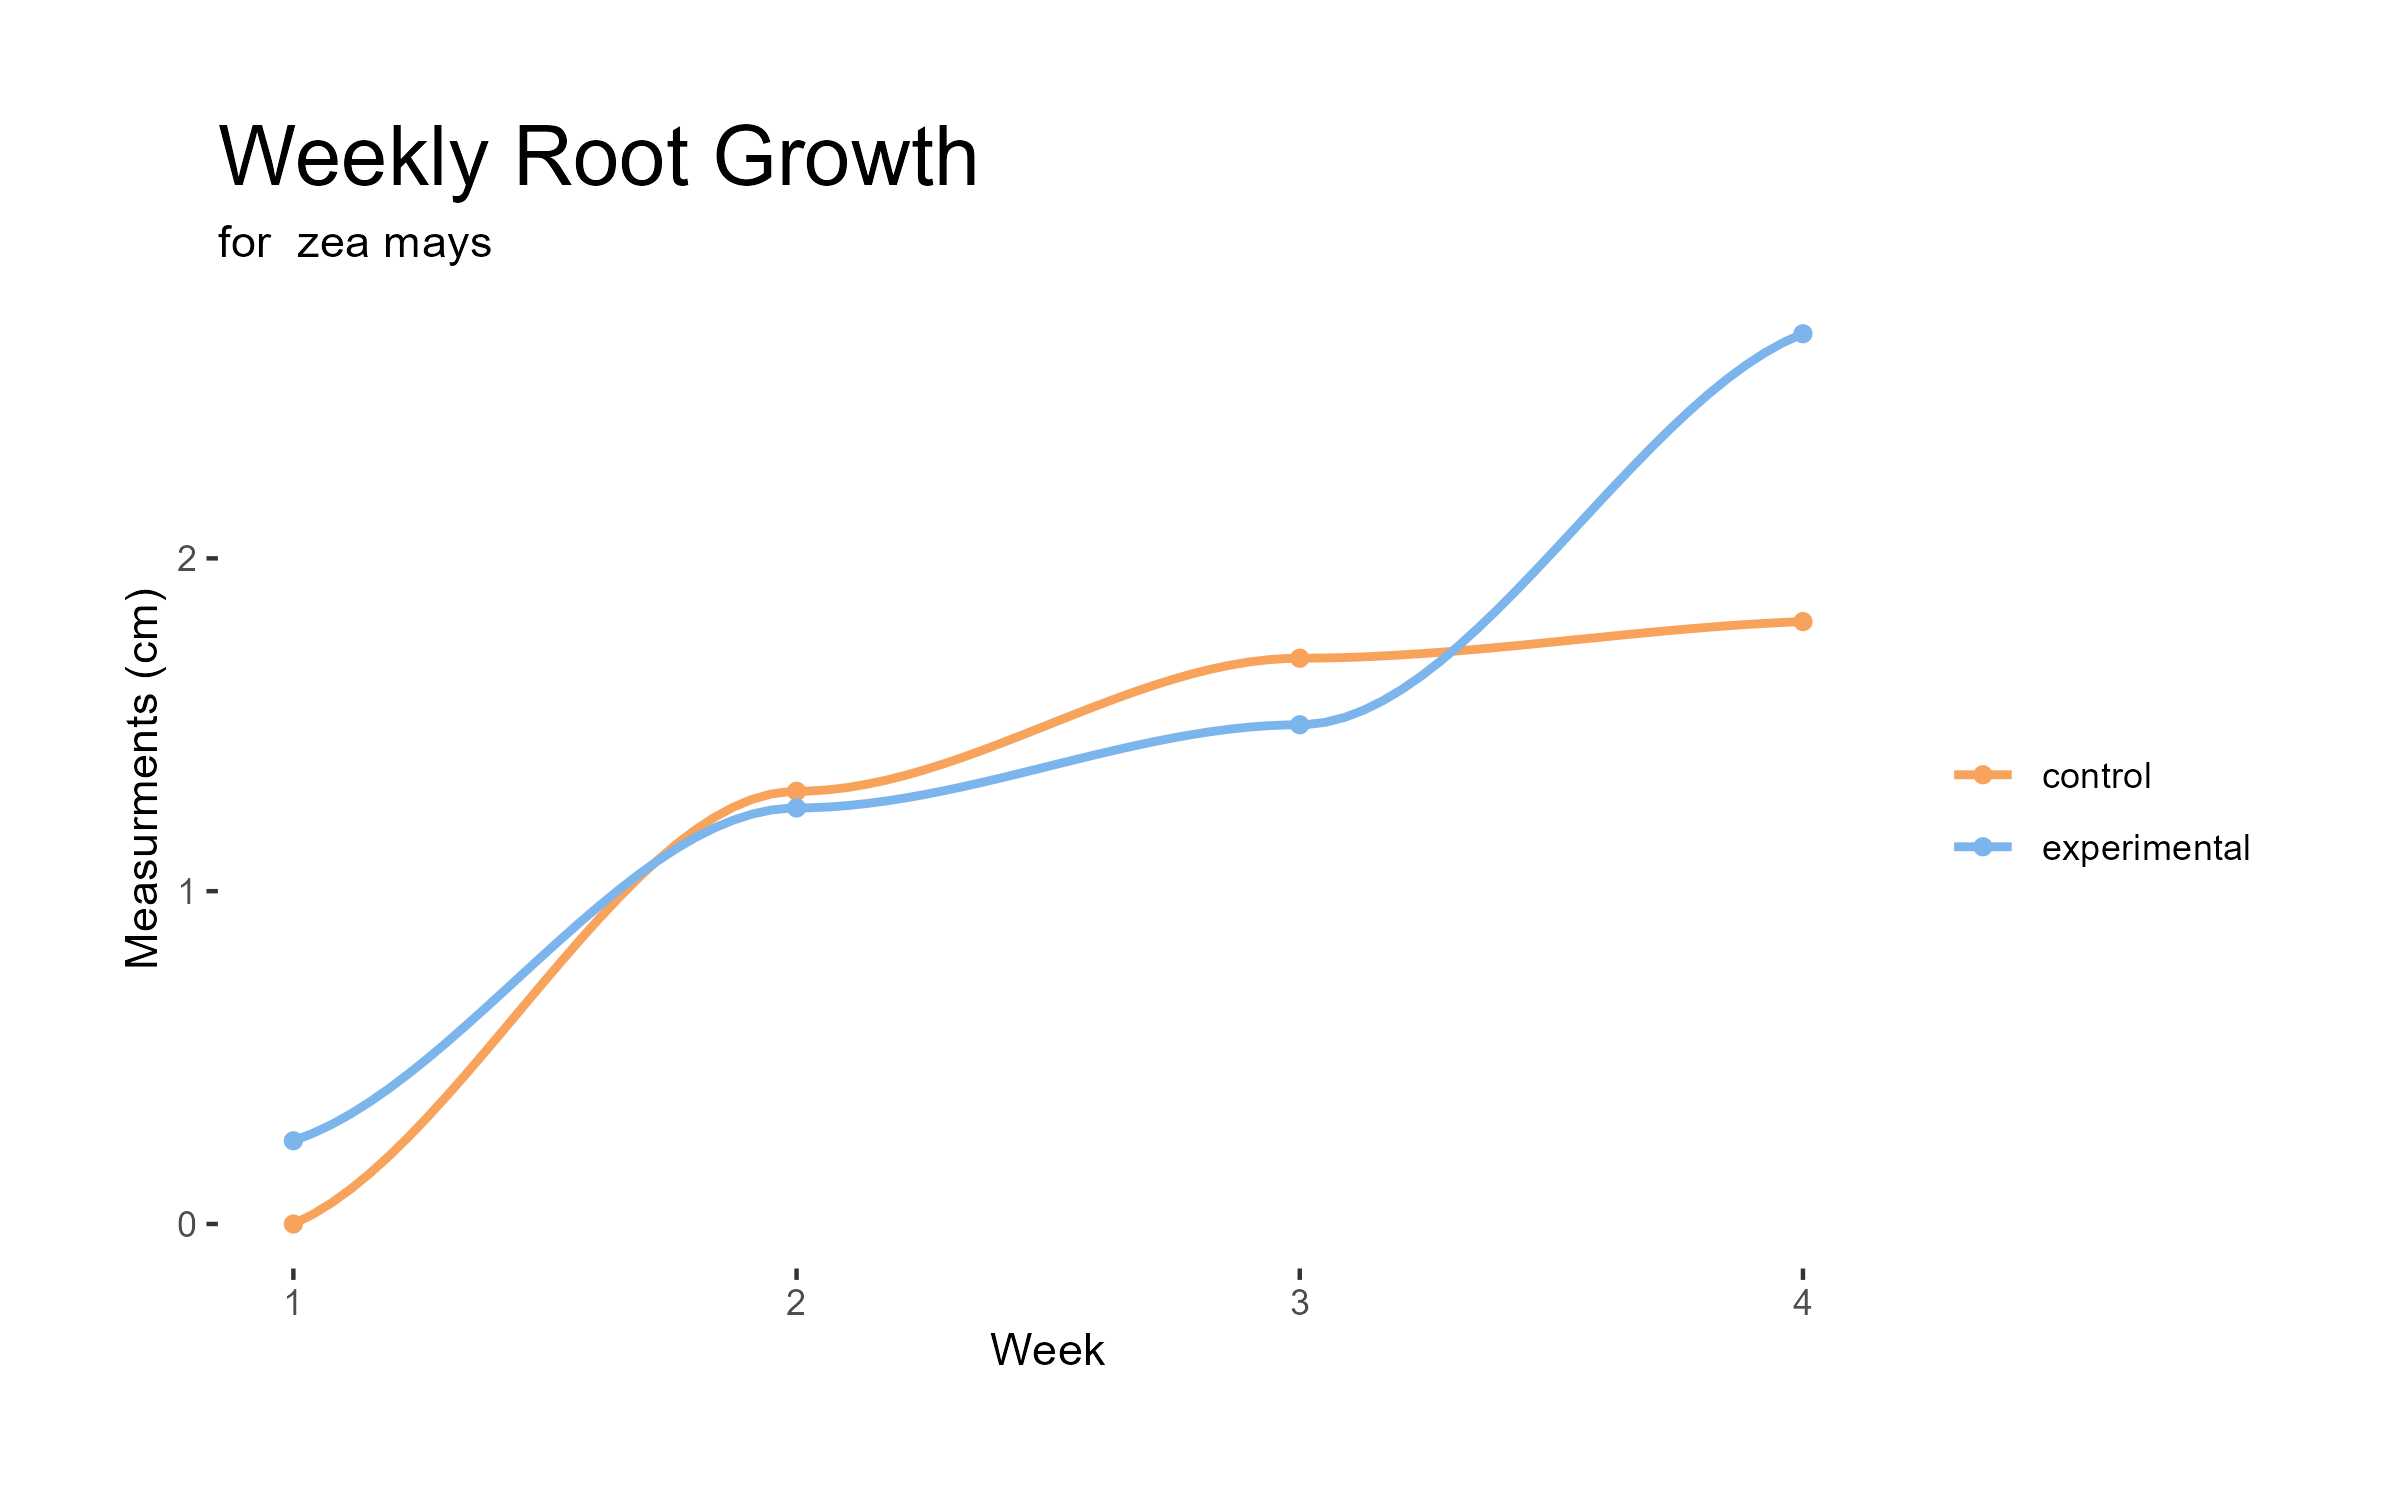 Weekly Root Growth
for  zea mays
Measurments (cm)
2
1
0
1
2
3
4
Week
control
experimental